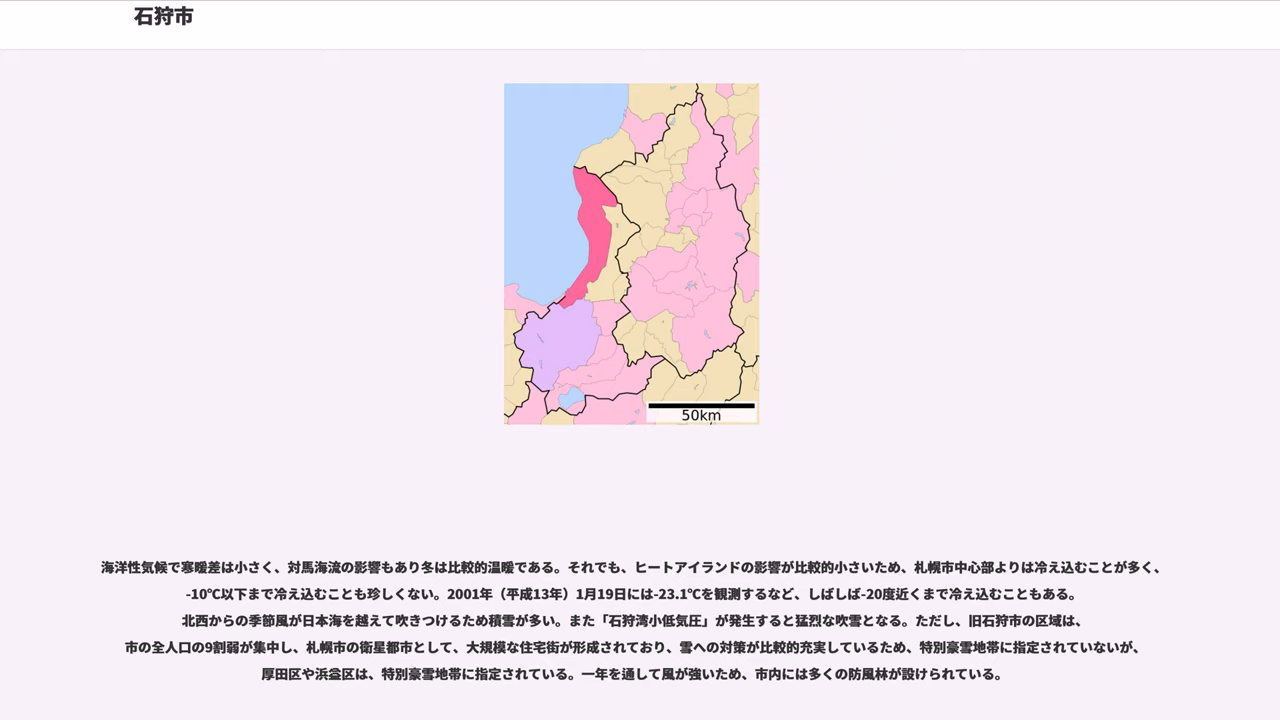 石狩市
50km
海洋性気候で寒暖差は小さく、対馬海流の影響もあり冬は比較的温暖である。それでも、ヒートアイランドの影響が比較的小さいため、札幌市中心部よりは冷え込むことが多く、
-10℃以下まで冷え込むことも珍しくない。2001年（平成13年）1月19日には-23.1℃を観測するなど、しばしば-20度近くまで冷え込むこともある。
北西からの季節風が日本海を越えて吹きつけるため積雪が多い。また「石狩湾小低気圧」が発生すると猛烈な吹雪となる。ただし、旧石狩市の区域は、
市の全人口の9割弱が集中し、札幌市の衛星都市として、大規模な住宅街が形成されており、雪への対策が比較的充実しているため、特別豪雪地帯に指定されていないが、
厚田区や浜益区は、特別豪雪地帯に指定されている。一年を通して風が強いため、市内には多くの防風林が設けられている。